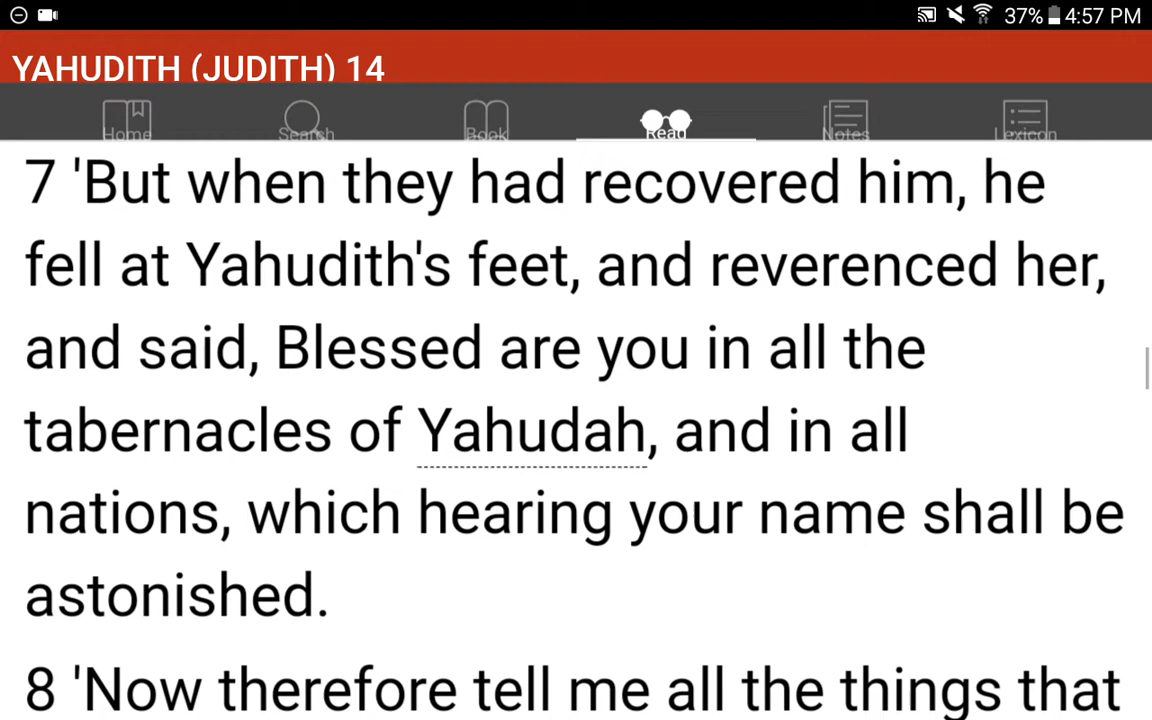 37% 4:57 PM
YAHUDITH (JUDITH) 14
Home Search Book Read Notes Lexicon
7 'But when they had recovered him, he
fell at Yahudith's feet, and reverenced her,
and said, Blessed are you in all the
tabernacles of Yahudah, and in all
nations, which hearing your name shall be
astonished.
8 'Now therefore tell me all the things that